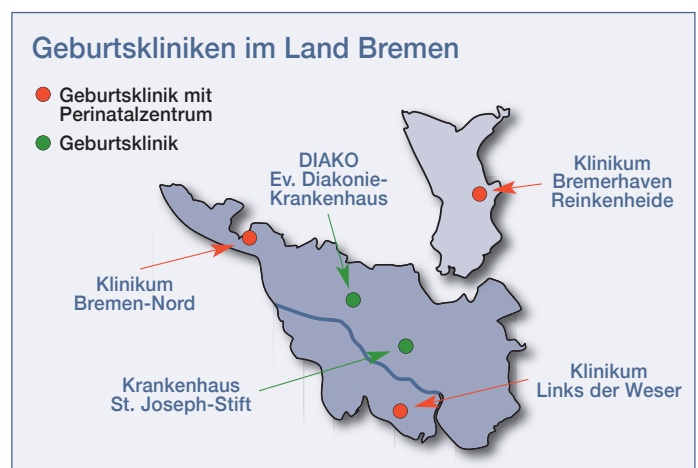 Geburtskliniken im Land Bremen
Geburtsklinik mit
Perinatalzentrum
Geburtsklinik
DIAKO
Ev. Diakonie-
Krankenhaus
Klinikum
Bremerhaven
Reinkenheide
Klinikum
Bremen-Nord
Krankenhaus
St. Joseph-Stift
Klinikum
Links der Weser